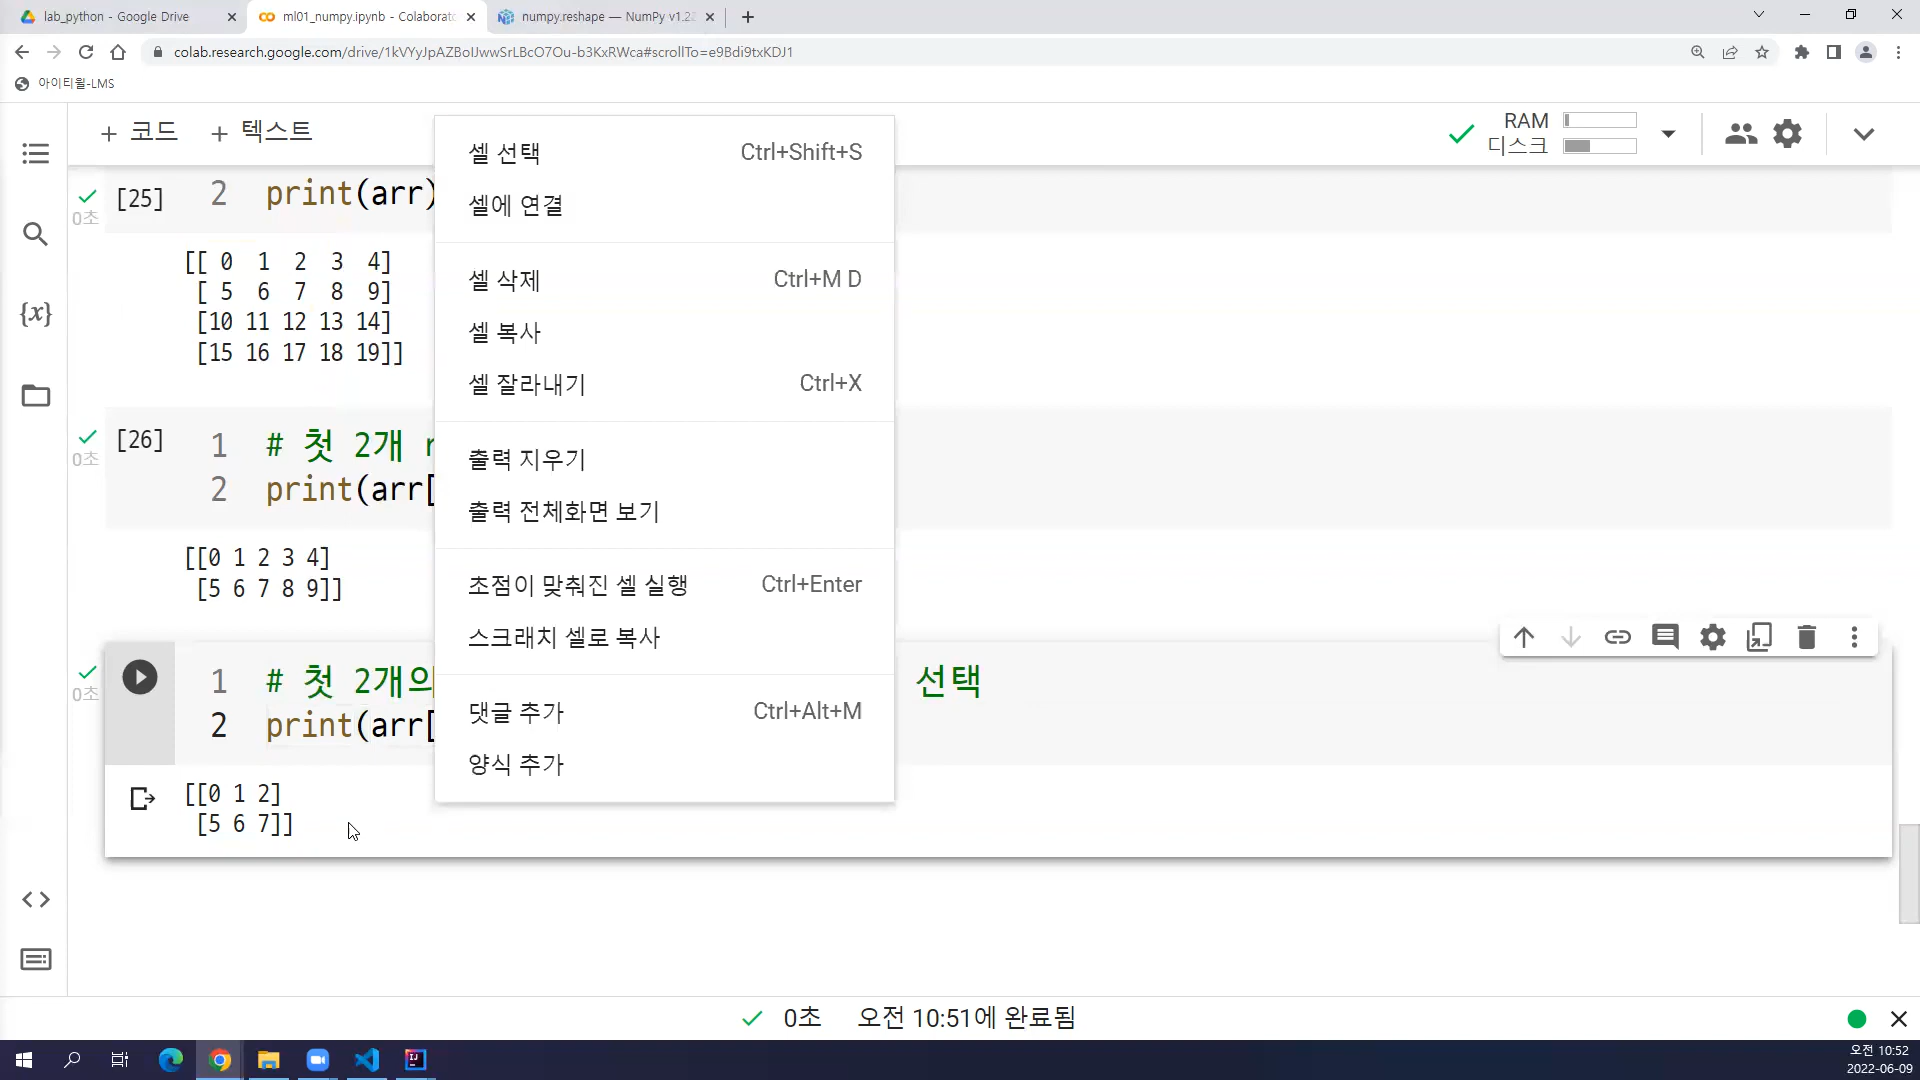 lab_python - Google Drive
ml01_numpy.ipynb - Colaborato
numpy.reshape — NumPy v1.2
colab.research.google.com/drive/1kVYyJpAZBoIJwwSrLBcO7Ou-b3KxRWca#scrollTo=e9Bdi9txKDJ1
아이티윌-LMS
+ 코드 + 텍스트
RAM
디스크
셀 선택 Ctrl+Shift+S
셀에 연결
셀 삭제 Ctrl+M D
셀 복사
셀 잘라내기 Ctrl+X
출력 지우기
출력 전체화면 보기
초점이 맞춰진 셀 실행 Ctrl+Enter
스크래치 셀로 복사
댓글 추가 Ctrl+Alt+M
양식 추가
0초
[25] 2 print(arr)
[[ 0 1 2 3 4]
[ 5 6 7 8 9]
[10 11 12 13 14]
[15 16 17 18 19]]
0초
[26] 1 # 첫 2개 r
2 print(arr[
[[0 1 2 3 4]
[5 6 7 8 9]]
0초
1 # 첫 2개의 선택
2 print(arr[
[[0 1 2]
[5 6 7]]
0초 오전 10:51에 완료됨
오전 10:52
2022-06-09